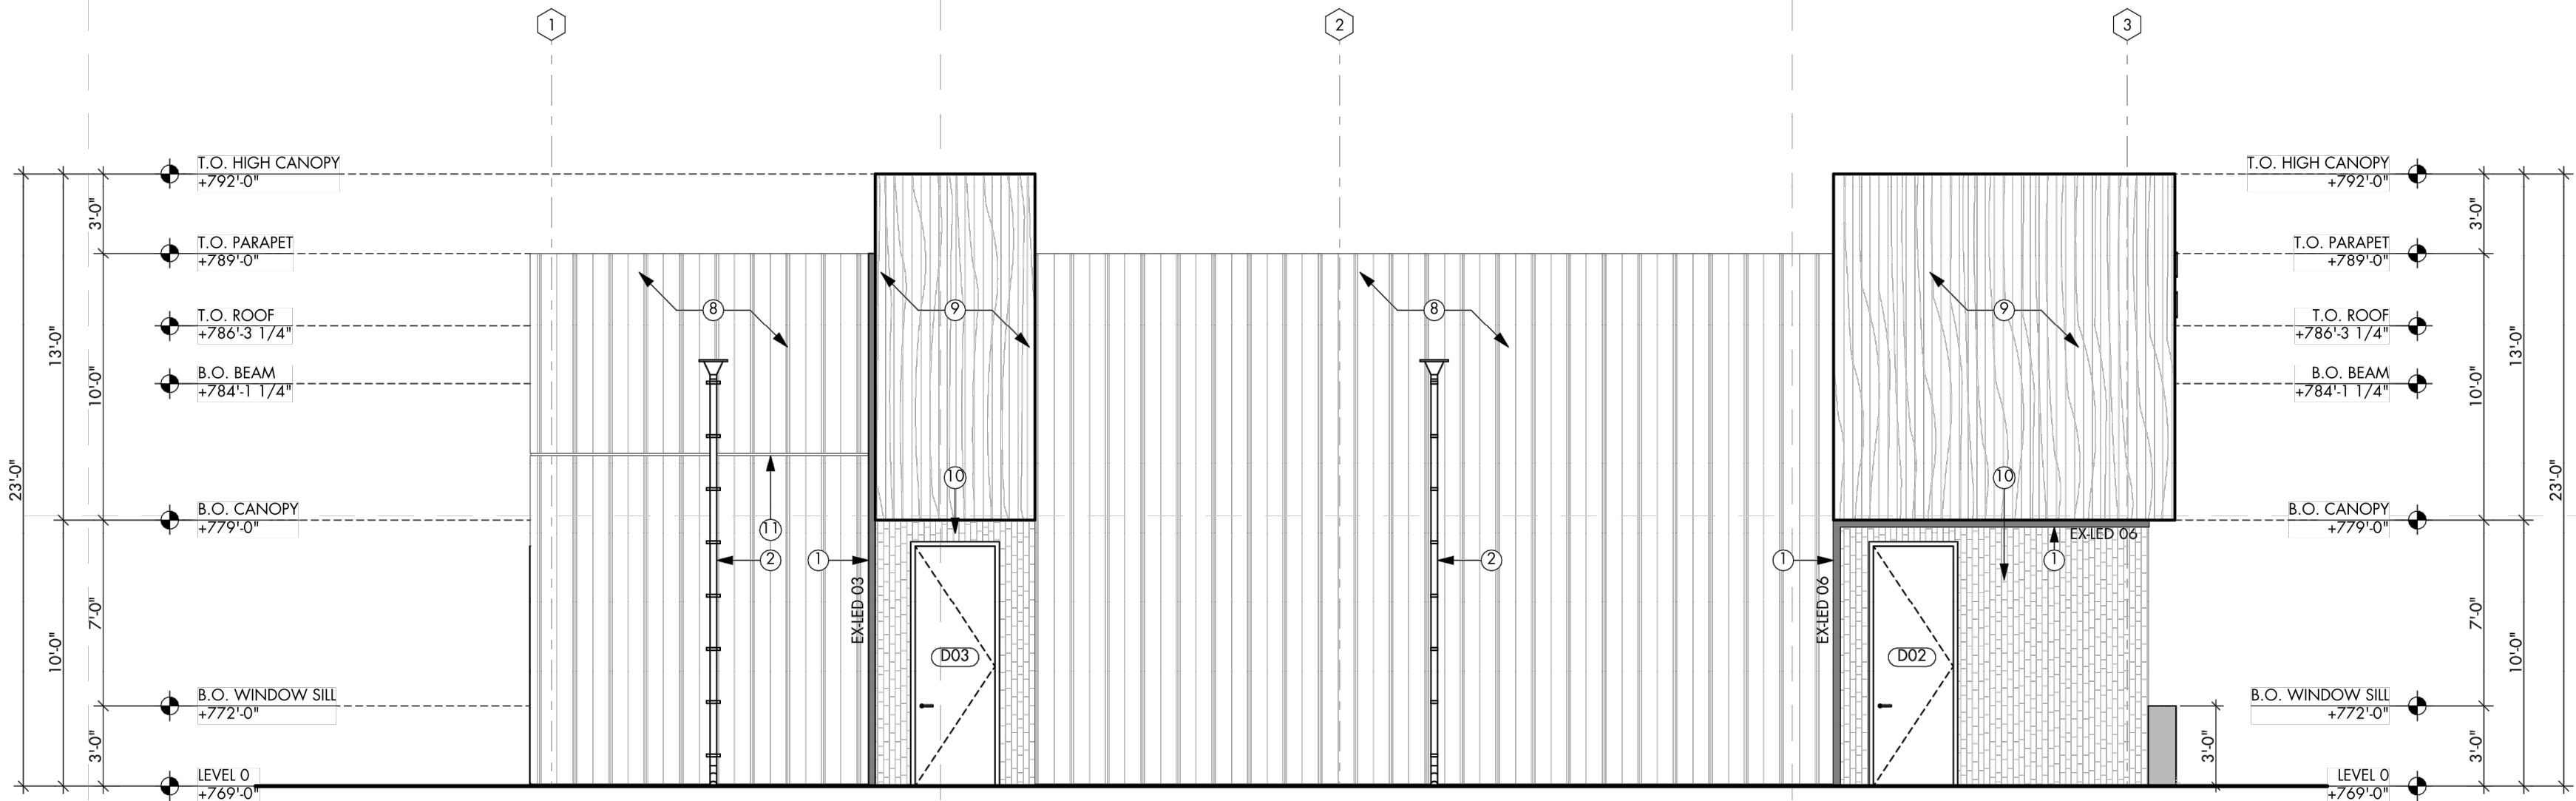 1
2
3
T.O. HIGH CANOPY
+792'-0"
T.O. PARAPET
+789'-0"
T.O. ROOF
+786'-3 1/4"
B.O. BEAM
+784'-1 1/4"
B.O. CANOPY
+779'-0"
B.O. WINDOW SILL
+772'-0"
LEVEL 0
+769'-0"
23'-0"
13'-0"
10'-0"
3'-0"
10'-0"
7'-0"
3'-0"
8
9
8
9
10
10
11
2
1
2
1
1
EX-LED 03
EX-LED 06
EX-LED 06
D03
D02
3'-0"
T.O. HIGH CANOPY
+792'-0"
T.O. PARAPET
+789'-0"
T.O. ROOF
+786'-3 1/4"
B.O. BEAM
+784'-1 1/4"
B.O. CANOPY
+779'-0"
B.O. WINDOW SILL
+772'-0"
LEVEL 0
+769'-0"
3'-0"
10'-0"
7'-0"
3'-0"
13'-0"
10'-0"
23'-0"